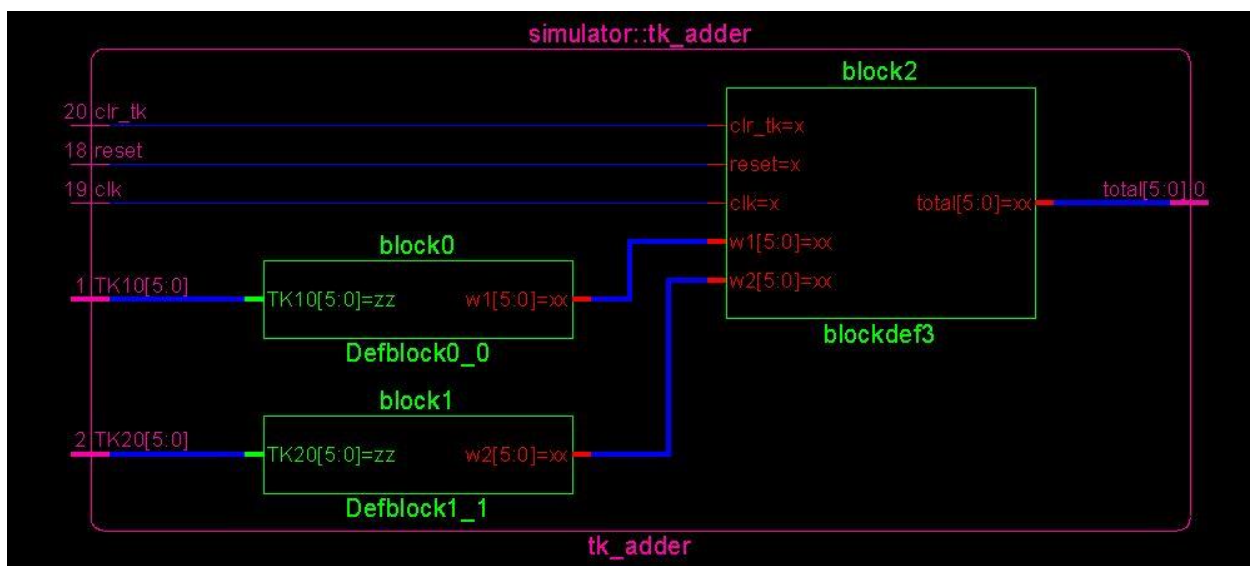 simulator::tk_adder
block2
20 clr_tk
clr_tk=x
18 reset
reset=x
19 clk
clk=x
total[5:0]=xx
total[5:0] 0
block0
w1[5:0]=xx
1 TK10[5:0]
TK10[5:0]=zz
w1[5:0]=xx
w2[5:0]=xx
Defblock0_0
blockdef3
block1
2 TK20[5:0]
TK20[5:0]=zz
w2[5:0]=xx
Defblock1_1
tk_adder